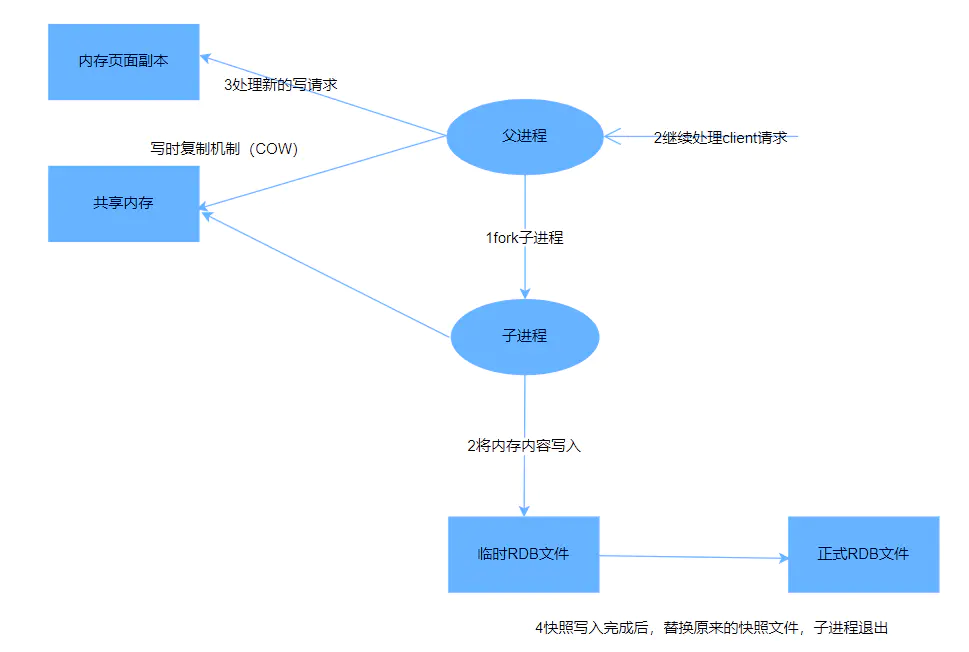 内存页面副本
3处理新的写请求
父进程
2继续处理client请求
写时复制机制（COW）
共享内存
1fork子进程
子进程
2将内存内容写入
临时RDB文件
正式RDB文件
4快照写入完成后，替换原来的快照文件，子进程退出